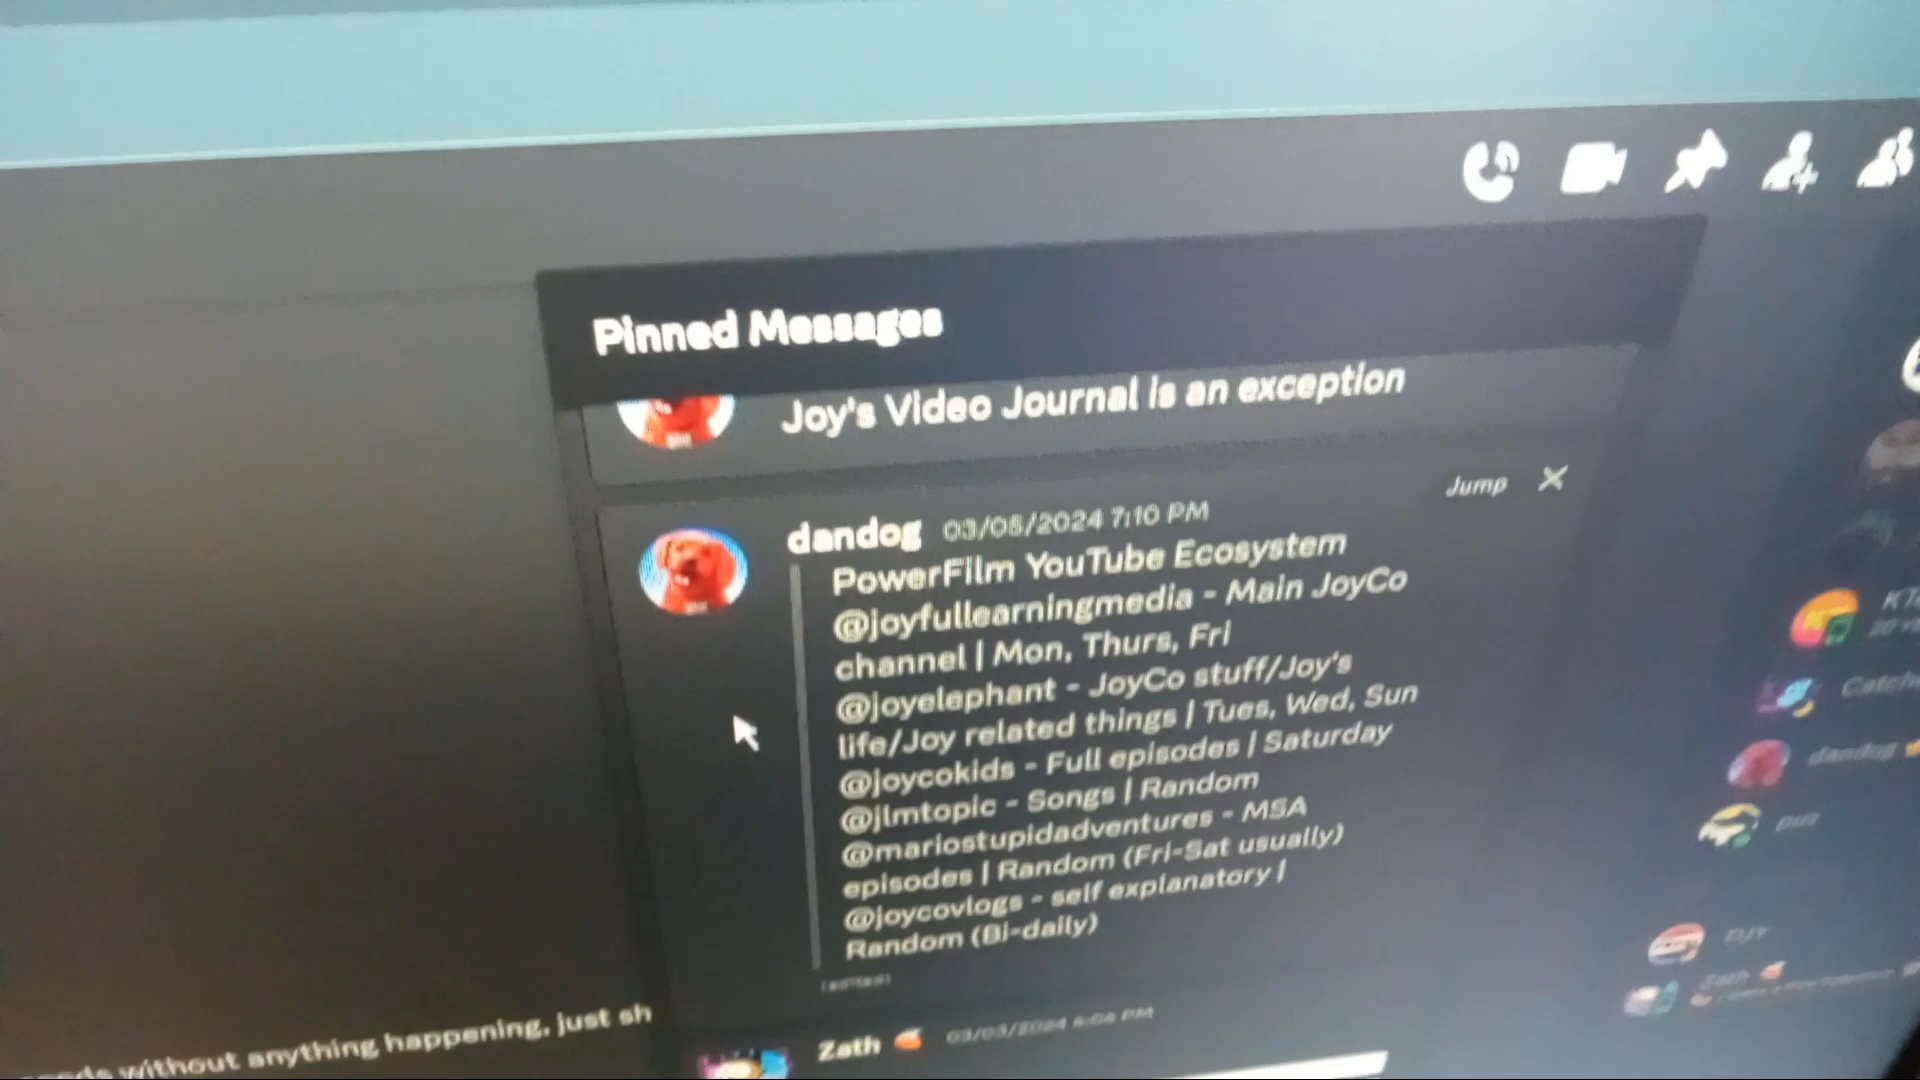 Pinned Messages
Joy's Video Journal is an exception
Jump
dandog 03/05/2024 7:10 PM
PowerFilm YouTube Ecosystem
@joyfullearningmedia - Main JoyCo
channel | Mon, Thurs, Fri
@joyelephant - JoyCo stuff/Joy's
life/Joy related things | Tues, Wed, Sun
@joycokids - Full episodes | Saturday
@jlmtopic - Songs | Random
@mariostupidadventures - MSA
episodes | Random (Fri-Sat usually)
@joycovlogs - self explanatory |
Random (Bi-daily)
(edited)
Zath 03/03/2024 6:06 PM
without anything happening, just sh
dandog
puz
Zath